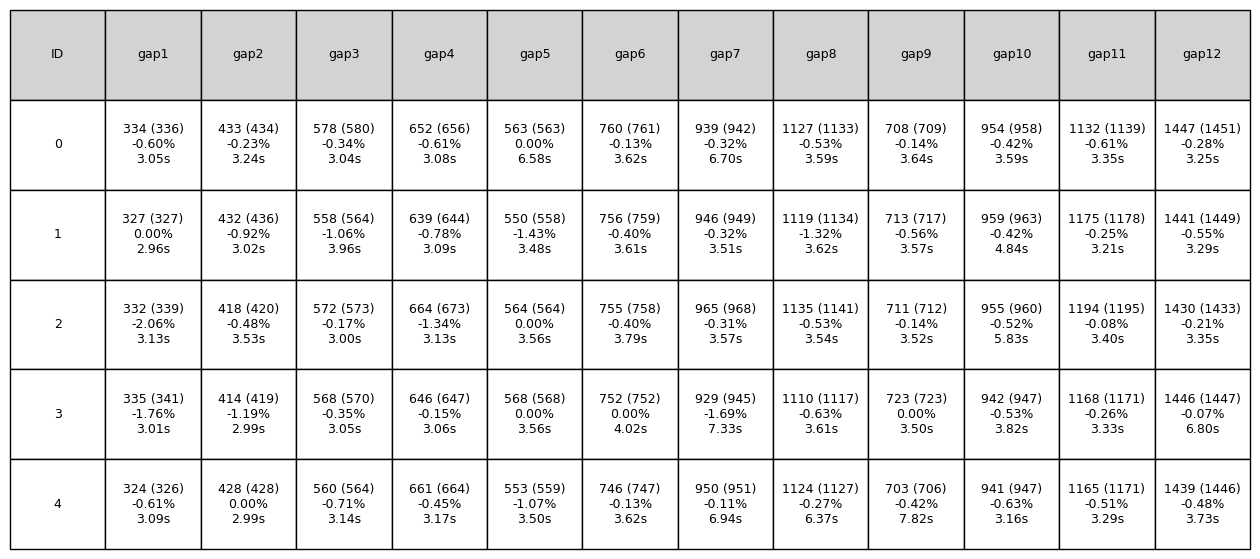 ID gap1 gap2 gap3 gap4 gap5 gap6 gap7 gap8 gap9 gap10 gap11 gap12
334 (336) 433 (434) 578 (580) 652 (656) 563 (563) 760 (761) 939 (942) 1127 (1133) 708 (709) 954 (958) 1132 (1139) 1447 (1451)
0 -0.60% -0.23% -0.34% -0.61% 0.00% -0.13% -0.32% -0.53% -0.14% -0.42% -0.61% -0.28%
3.05s 3.24s 3.04s 3.08s 6.58s 3.62s 6.70s 3.59s 3.64s 3.59s 3.35s 3.25s
327 (327) 432 (436) 558 (564) 639 (644) 550 (558) 756 (759) 946 (949) 1119 (1134) 713 (717) 959 (963) 1175 (1178) 1441 (1449)
1 0.00% -0.92% -1.06% -0.78% -1.43% -0.40% -0.32% -1.32% -0.56% -0.42% -0.25% -0.55%
2.96s 3.02s 3.96s 3.09s 3.48s 3.61s 3.51s 3.62s 3.57s 4.84s 3.21s 3.29s
332 (339) 418 (420) 572 (573) 664 (673) 564 (564) 755 (758) 965 (968) 1135 (1141) 711 (712) 955 (960) 1194 (1195) 1430 (1433)
2 -2.06% -0.48% -0.17% -1.34% 0.00% -0.40% -0.31% -0.53% -0.14% -0.52% -0.08% -0.21%
3.13s 3.53s 3.00s 3.13s 3.56s 3.79s 3.57s 3.54s 3.52s 5.83s 3.40s 3.35s
335 (341) 414 (419) 568 (570) 646 (647) 568 (568) 752 (752) 929 (945) 1110 (1117) 723 (723) 942 (947) 1168 (1171) 1446 (1447)
3 -1.76% -1.19% -0.35% -0.15% 0.00% 0.00% -1.69% -0.63% 0.00% -0.53% -0.26% -0.07%
3.01s 2.99s 3.05s 3.06s 3.56s 4.02s 7.33s 3.61s 3.50s 3.82s 3.33s 6.80s
324 (326) 428 (428) 560 (564) 661 (664) 553 (559) 746 (747) 950 (951) 1124 (1127) 703 (706) 941 (947) 1165 (1171) 1439 (1446)
4 -0.61% 0.00% -0.71% -0.45% -1.07% -0.13% -0.11% -0.27% -0.42% -0.63% -0.51% -0.48%
3.09s 2.99s 3.14s 3.17s 3.50s 3.62s 6.94s 6.37s 7.82s 3.16s 3.29s 3.73s